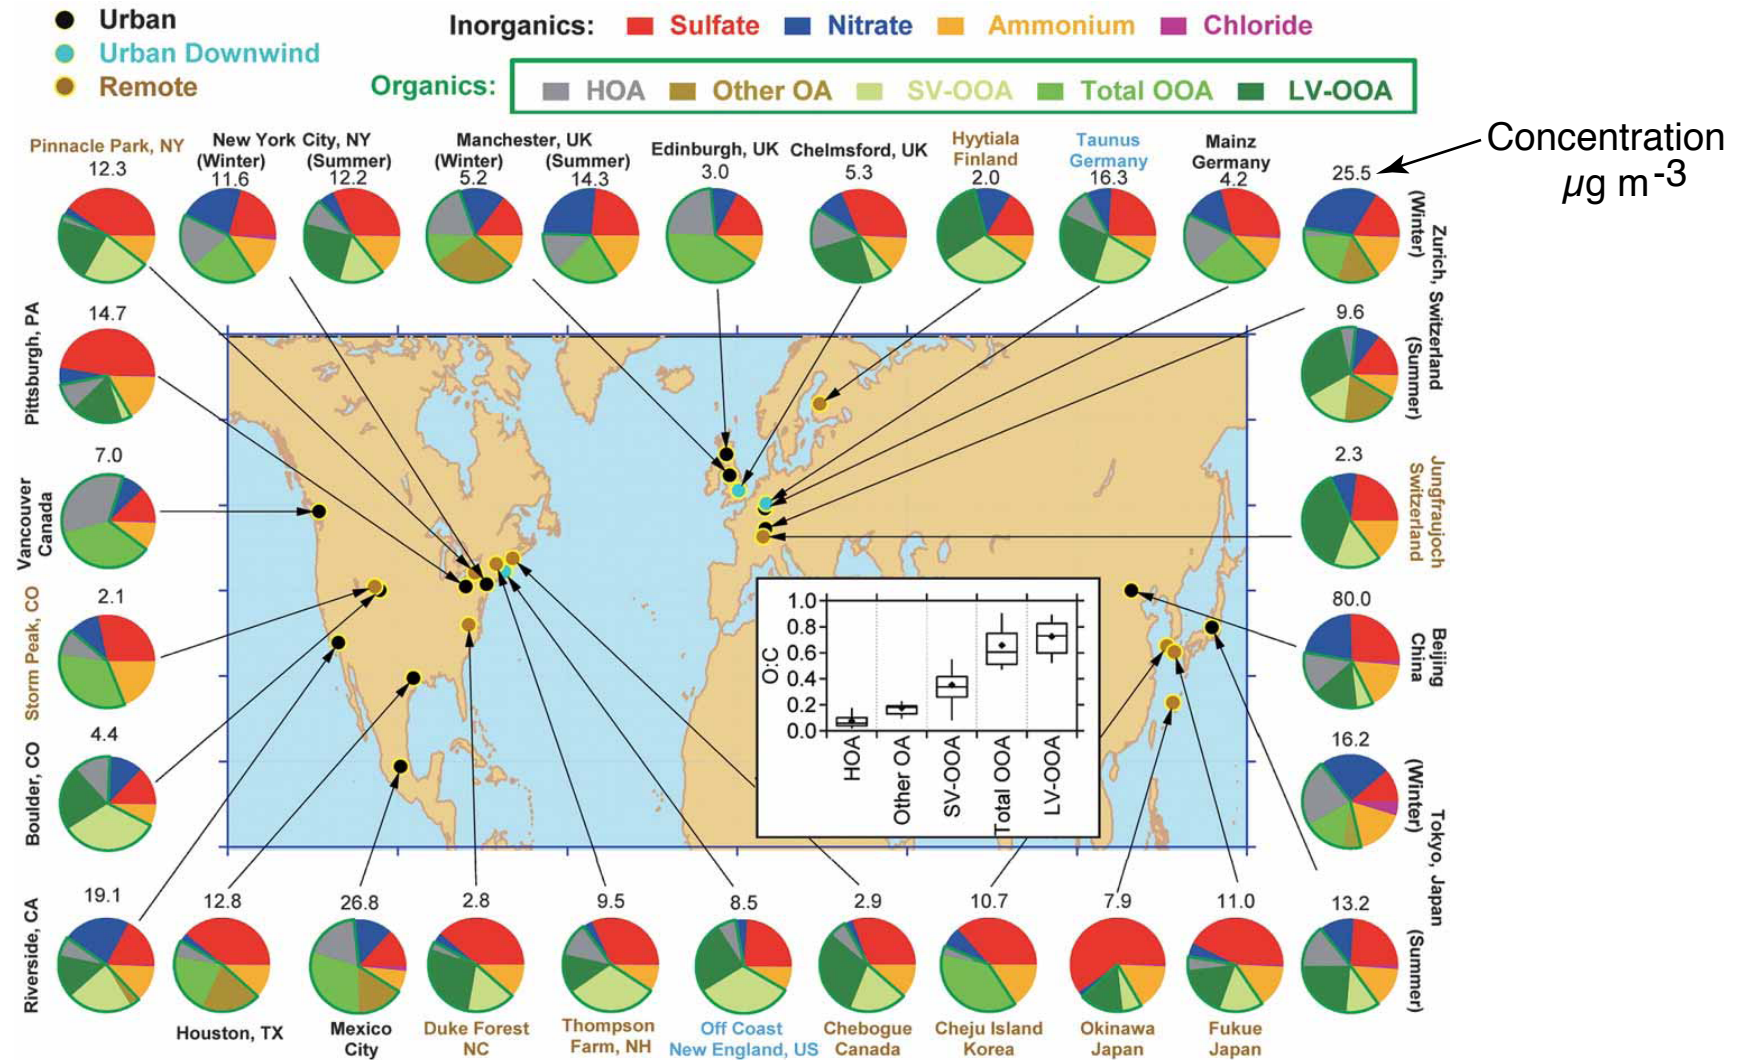 Urban
Urban Downwind
Remote
Inorganics: Sulfate Nitrate Ammonium Chloride
Organics: HOA Other OA SV-OOA Total OOA LV-OOA
Concentration
µg m-3
Pinnacle Park, NY
12.3
New York City, NY
(Winter) (Summer)
11.6 12.2
Manchester, UK
(Winter) (Summer)
5.2 14.3
Edinburgh, UK
3.0
Chelmsford, UK
5.3
Hyytiala
Finland
2.0
Taunus
Germany
16.3
Mainz
Germany
4.2
25.5
(Winter)
Zurich, Switzerland
9.6
(Summer)
Pittsburgh, PA
14.7
Vancouver
Canada
7.0
Storm Peak, CO
2.1
Boulder, CO
4.4
Jungfraujoch
Switzerland
2.3
Beijing
China
80.0
16.2
(Winter)
Tokyo, Japan
13.2
(Summer)
O:C
1.0
0.8
0.6
0.4
0.2
0.0
HOA
Other OA
SV-OOA
Total OOA
LV-OOA
Riverside, CA
19.1
12.8
Houston, TX
26.8
Mexico
City
2.8
Duke Forest
NC
9.5
Thompson
Farm, NH
8.5
Off Coast
New England, US
2.9
Chebogue
Canada
10.7
Cheju Island
Korea
7.9
Okinawa
Japan
11.0
Fukue
Japan